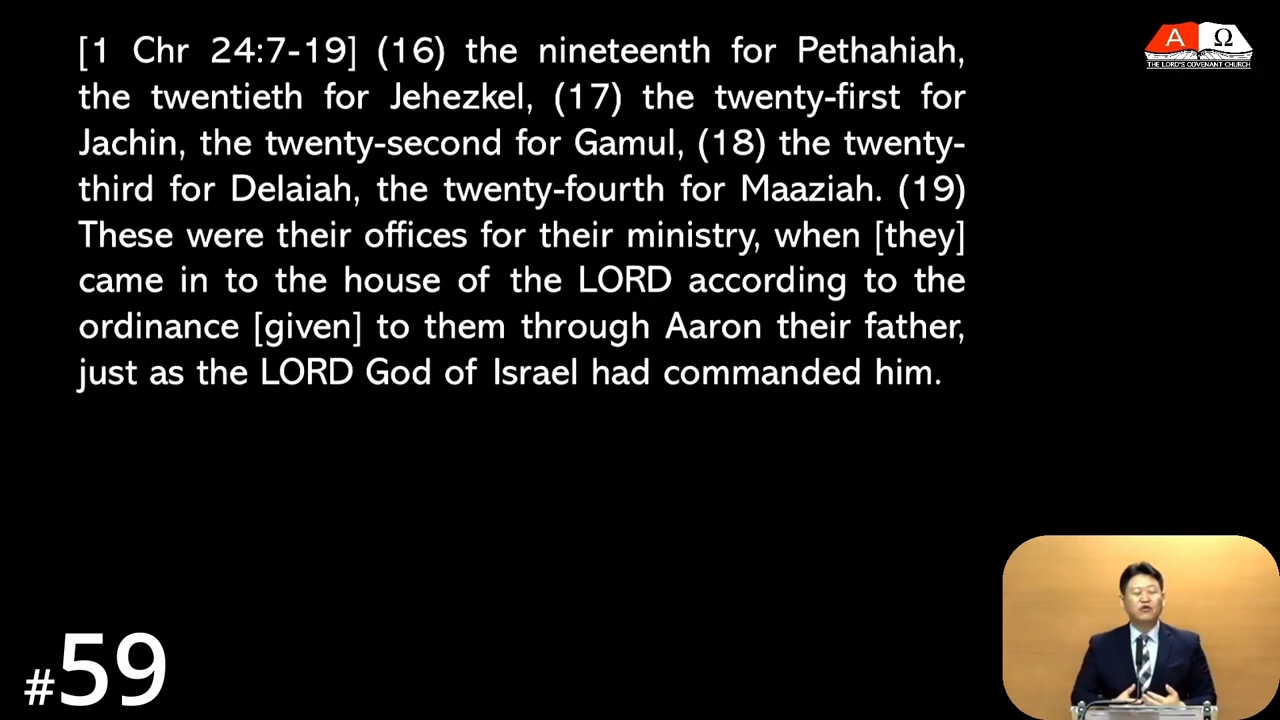 [1 Chr 24:7-19] (16) the nineteenth for Pethahiah,
the twentieth for Jehezkel, (17) the twenty-first for
Jachin, the twenty-second for Gamul, (18) the twenty-
third for Delaiah, the twenty-fourth for Maaziah. (19)
These were their offices for their ministry, when [they]
came in to the house of the LORD according to the
ordinance [given] to them through Aaron their father,
just as the LORD God of Israel had commanded him.
Α Ω
THE LORD'S COVENANT CHURCH
#59